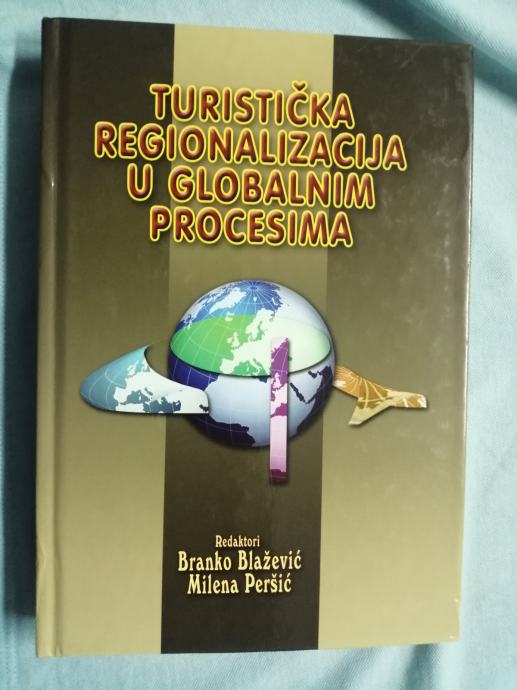 TURISTIČKA
REGIONALIZACIJA
U GLOBALNIM
PROCESIMA
Redaktori
Branko Blažević
Milena Peršić